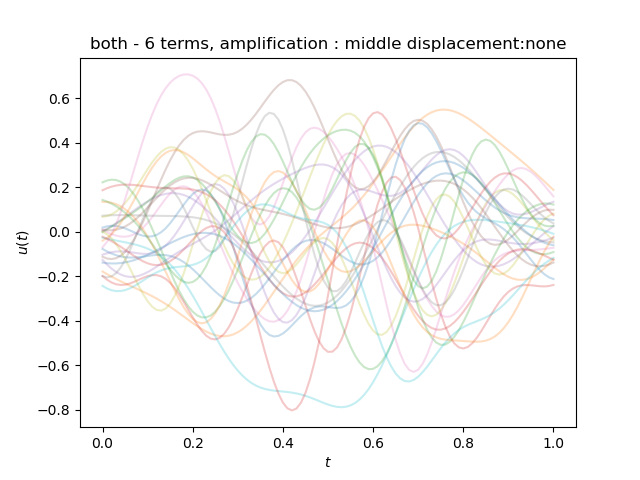 both - 6 terms, amplification : middle displacement:none
u(t)
0.6
0.4
0.2
0.0
−0.2
−0.4
−0.6
−0.8
0.0 0.2 0.4 0.6 0.8 1.0
t